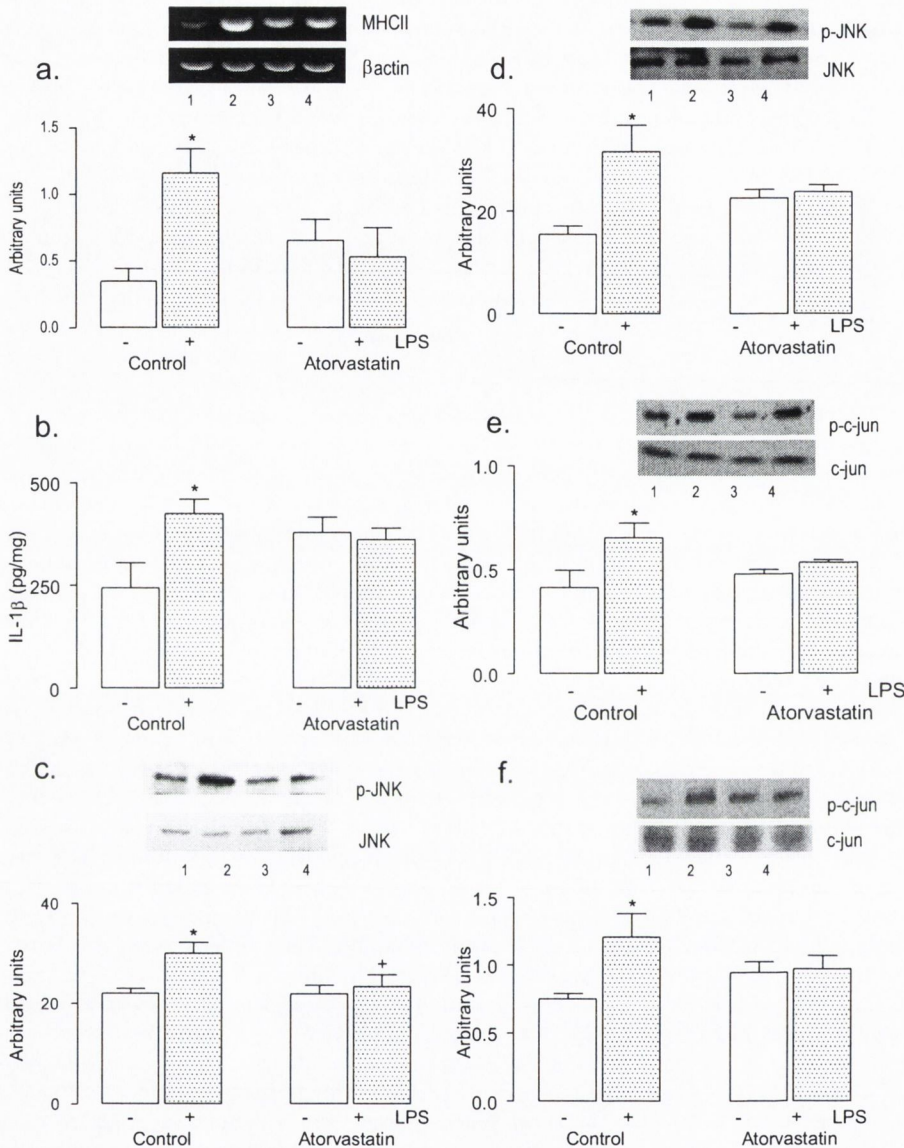 a.
MHCII
βactin
1 2 3 4
Arbitrary units
1.5
1.0
0.5
0.0
*
- + LPS
Control Atorvastatin
b.
IL-1β (pg/mg)
500
250
0
*
- + - + LPS
Control Atorvastatin
c.
p-JNK
JNK
1 2 3 4
Arbitrary units
40
20
0
*
+
- + - + LPS
Control Atorvastatin
d.
p-JNK
JNK
1 2 3 4
Arbitrary units
40
20
0
*
- + - + LPS
Control Atorvastatin
e.
p-c-jun
c-jun
1 2 3 4
Arbitrary units
1.0
0.5
0.0
*
- + - + LPS
Control Atorvastatin
f.
p-c-jun
c-jun
1 2 3 4
Arbitrary units
1.5
1.0
0.5
0.0
*
- + - + LPS
Control Atorvastatin